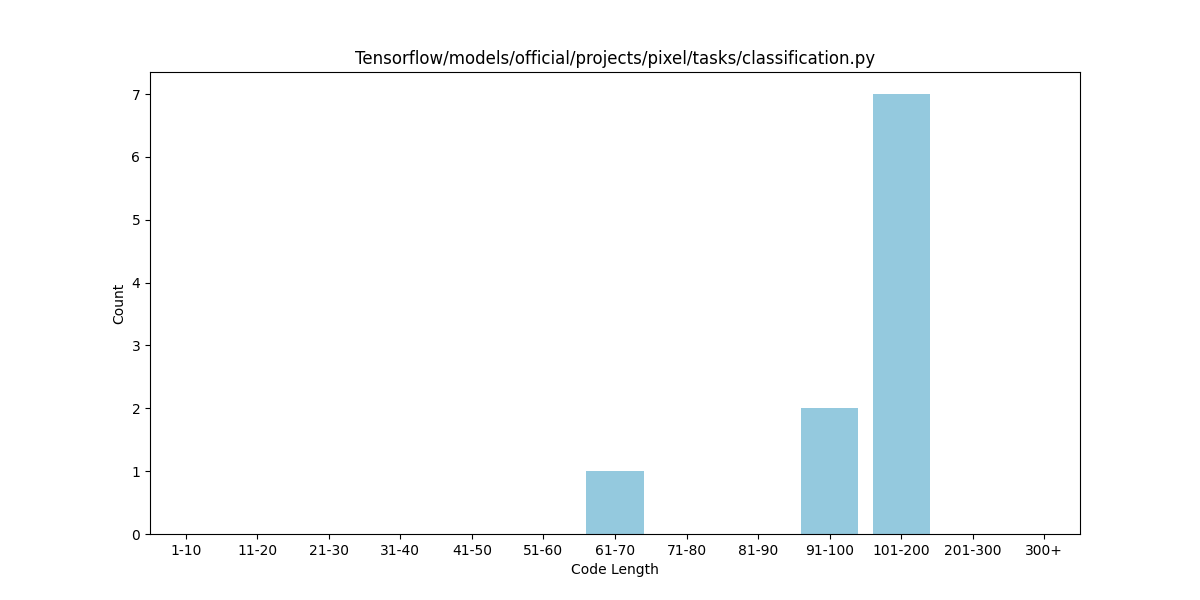 Tensorflow/models/official/projects/pixel/tasks/classification.py
7
6
5
4
3
2
1
0
Count
1-10 11-20 21-30 31-40 41-50 51-60 61-70 71-80 81-90 91-100 101-200 201-300 300+
Code Length